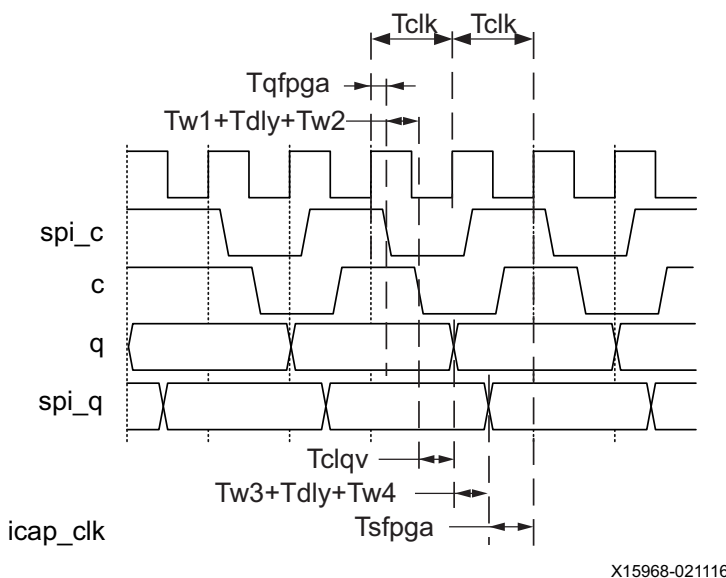 Tclk Tclk
Tqfpga
Tw1+Tdly+Tw2
spi_c
c
q
spi_q
Tclqv
Tw3+Tdly+Tw4
Tsfpga
icap_clk
X15968-021116